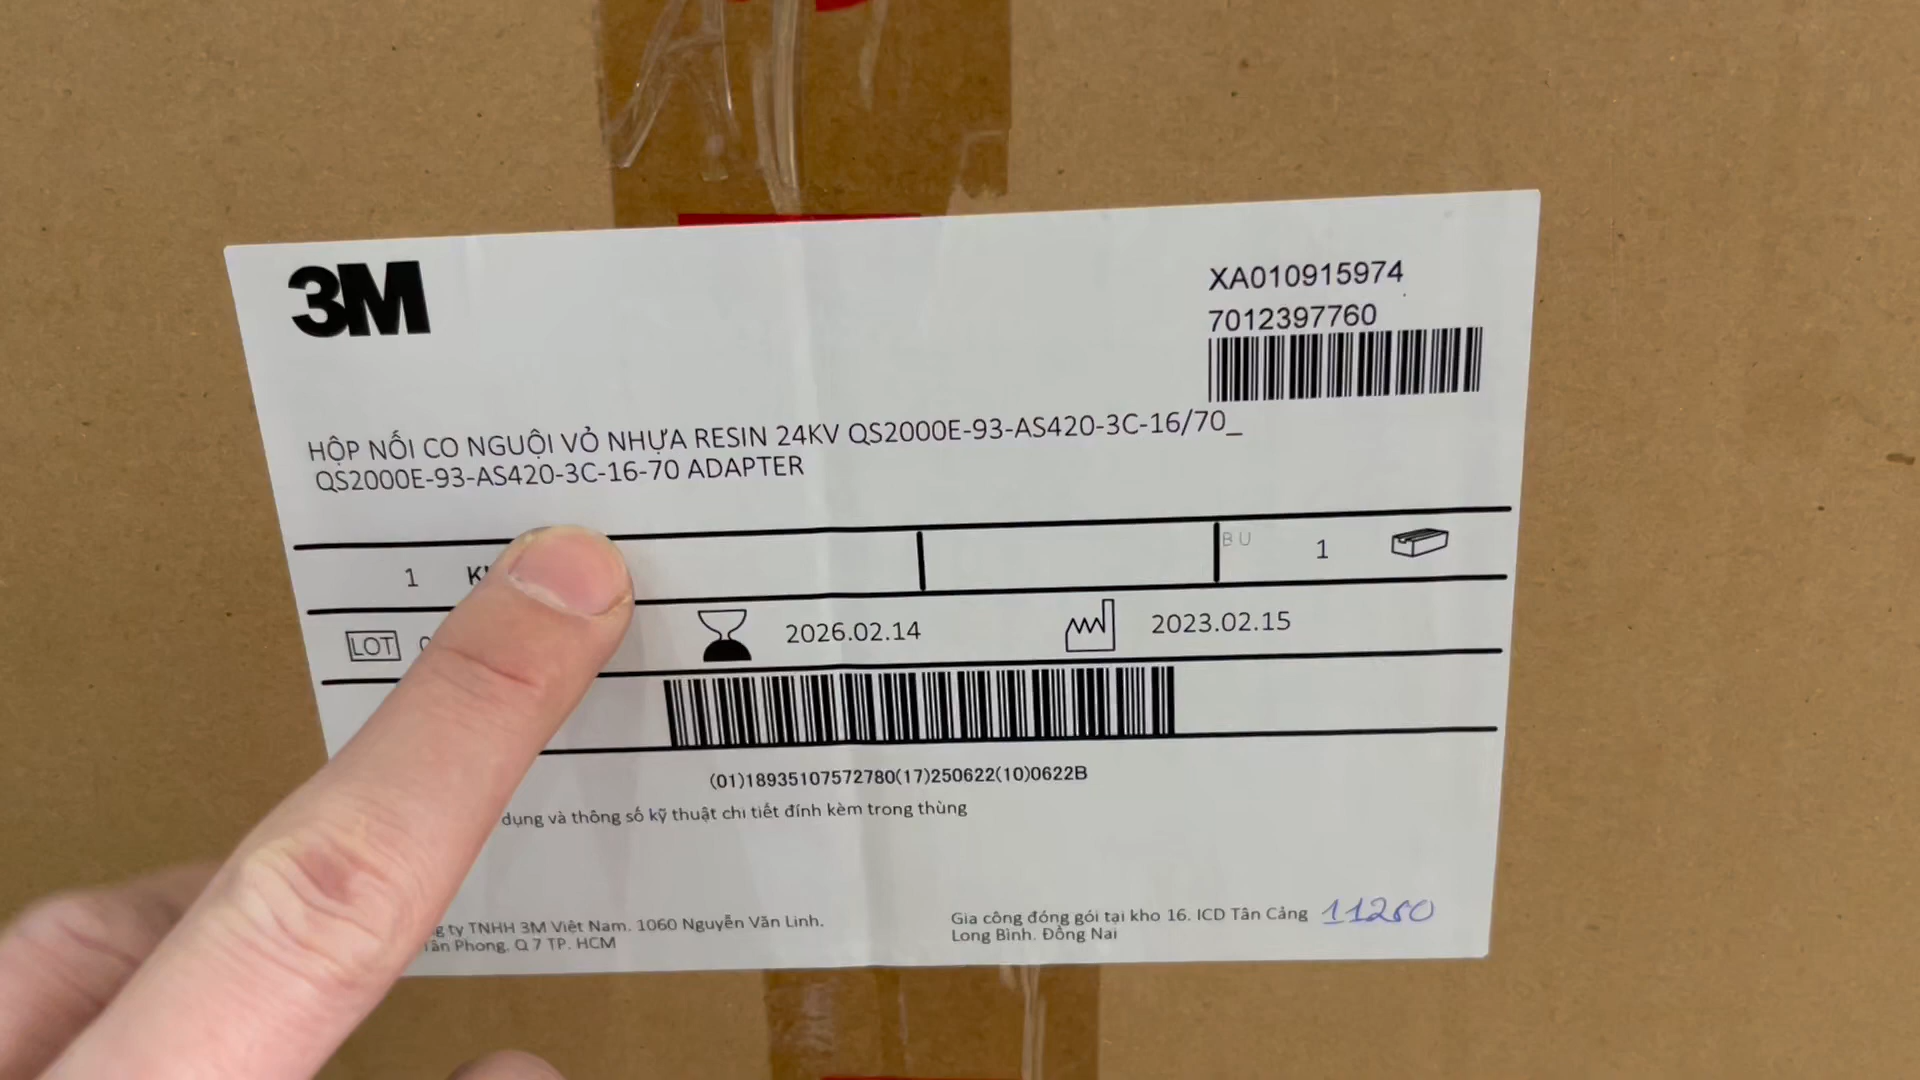 3M
XA010915974
7012397760
HỘP NỐI CO NGUỘI VỎ NHỰA RESIN 24KV QS2000E-93-AS420-3C-16/70_
QS2000E-93-AS420-3C-16-70 ADAPTER
1
BU 1
LOT 2026.02.14 2023.02.15
(01)18935107572780(17)250622(10)0622B
dụng và thông số kỹ thuật chi tiết đính kèm trong thùng
ty TNHH 3M Việt Nam. 1060 Nguyễn Văn Linh.
Tân Phong. Q 7 TP. HCM
Gia công đóng gói tại kho 16. ICD Tân Cảng
Long Bình. Đồng Nai